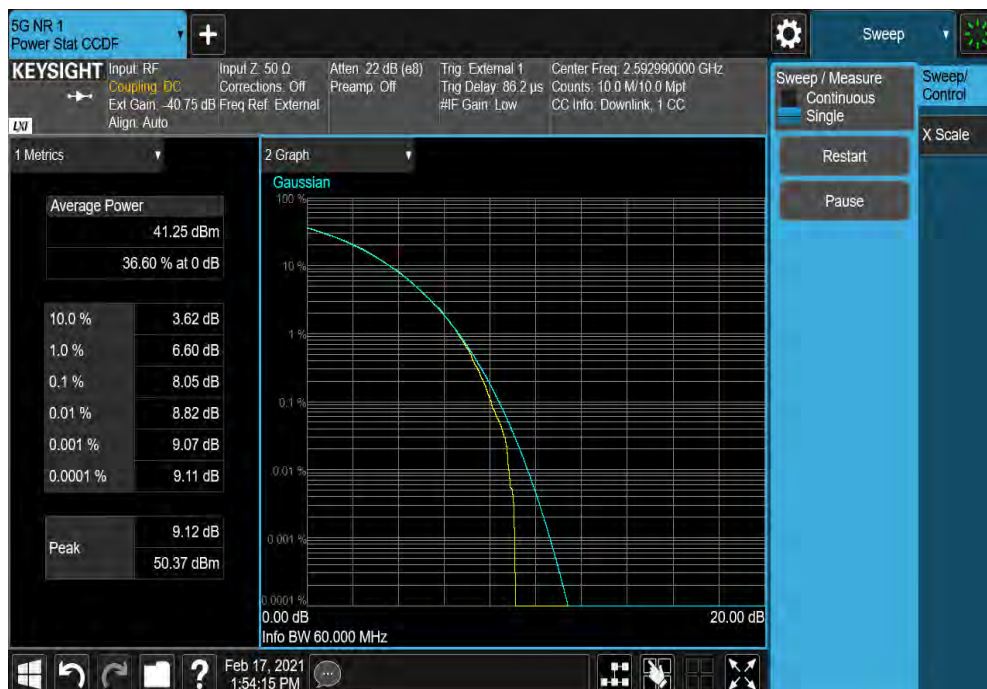 5G NR 1
Power Stat CCDF
+
Sweep
KEYSIGHT
LXI
Input: RF
Coupling: DC
Ext Gain: -40.75 dB
Align: Auto
Input Z: 50 Ω
Corrections: Off
Freq Ref: External
Atten: 22 dB (e8)
Preamp: Off
Trig: External 1
Trig Delay: 86.2 µs
#IF Gain: Low
Center Freq: 2.592990000 GHz
Counts: 10.0 M/10.0 Mpt
CC Info: Downlink, 1 CC
1 Metrics
Average Power
41.25 dBm
36.60 % at 0 dB
10.0 % 3.62 dB
1.0 % 6.60 dB
0.1 % 8.05 dB
0.01 % 8.82 dB
0.001 % 9.07 dB
0.0001 % 9.11 dB
Peak
9.12 dB
50.37 dBm
2 Graph
Gaussian
100 %
10 %
1 %
0.1 %
0.01 %
0.001 %
0.0001 %
0.00 dB 20.00 dB
Info BW 60.000 MHz
Sweep / Measure
Continuous
Single
Restart
Pause
Sweep/
Control
X Scale
?
Feb 17, 2021
1:54:15 PM